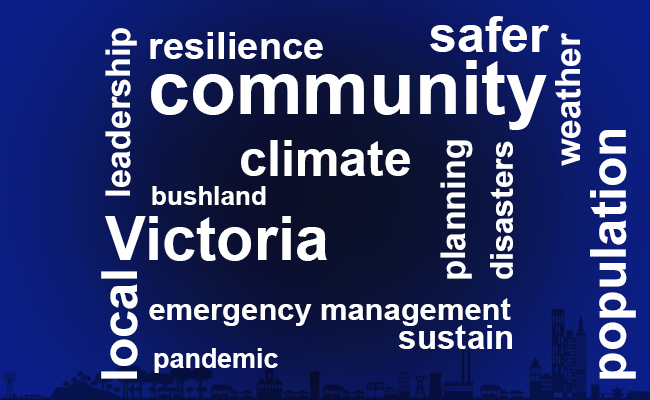 leadership
resilience
safer
community
weather
climate
planning
disasters
population
bushland
Victoria
local
emergency management
sustain
pandemic